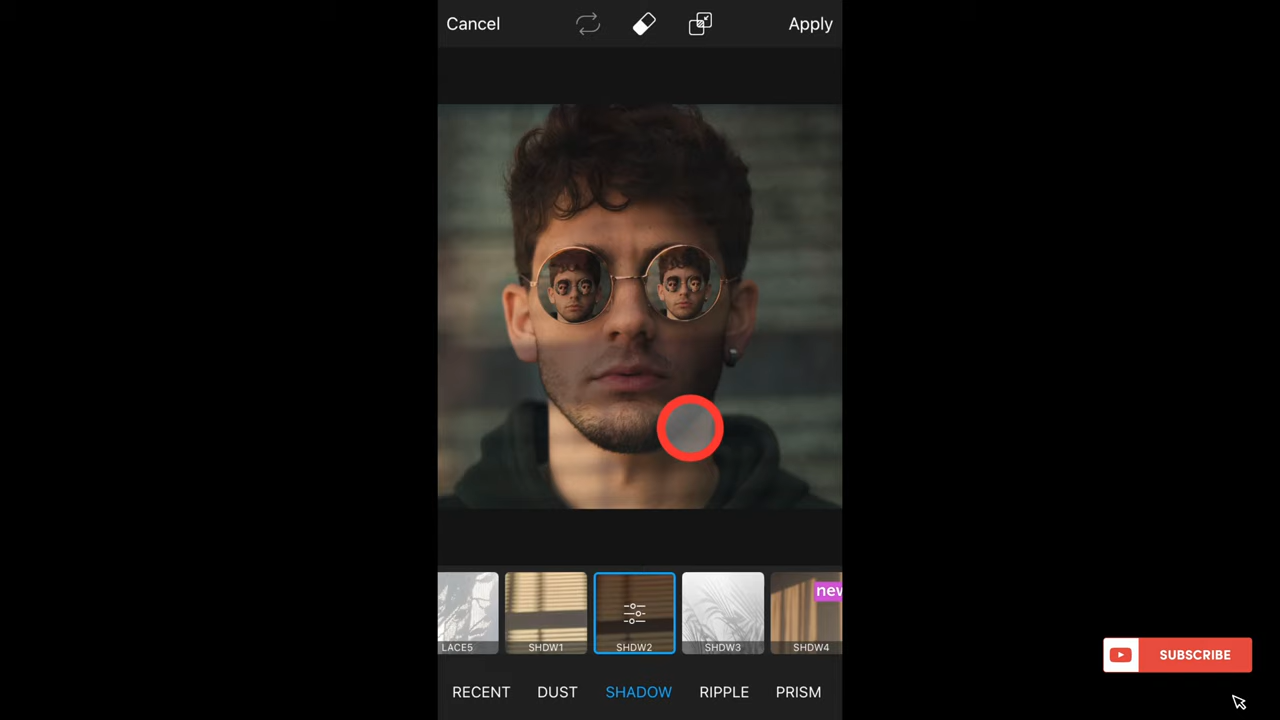 Cancel
Apply
LACE5
SHDW1
SHDW2
SHDW3
SHDW4
new
RECENT
DUST
SHADOW
RIPPLE
PRISM
SUBSCRIBE